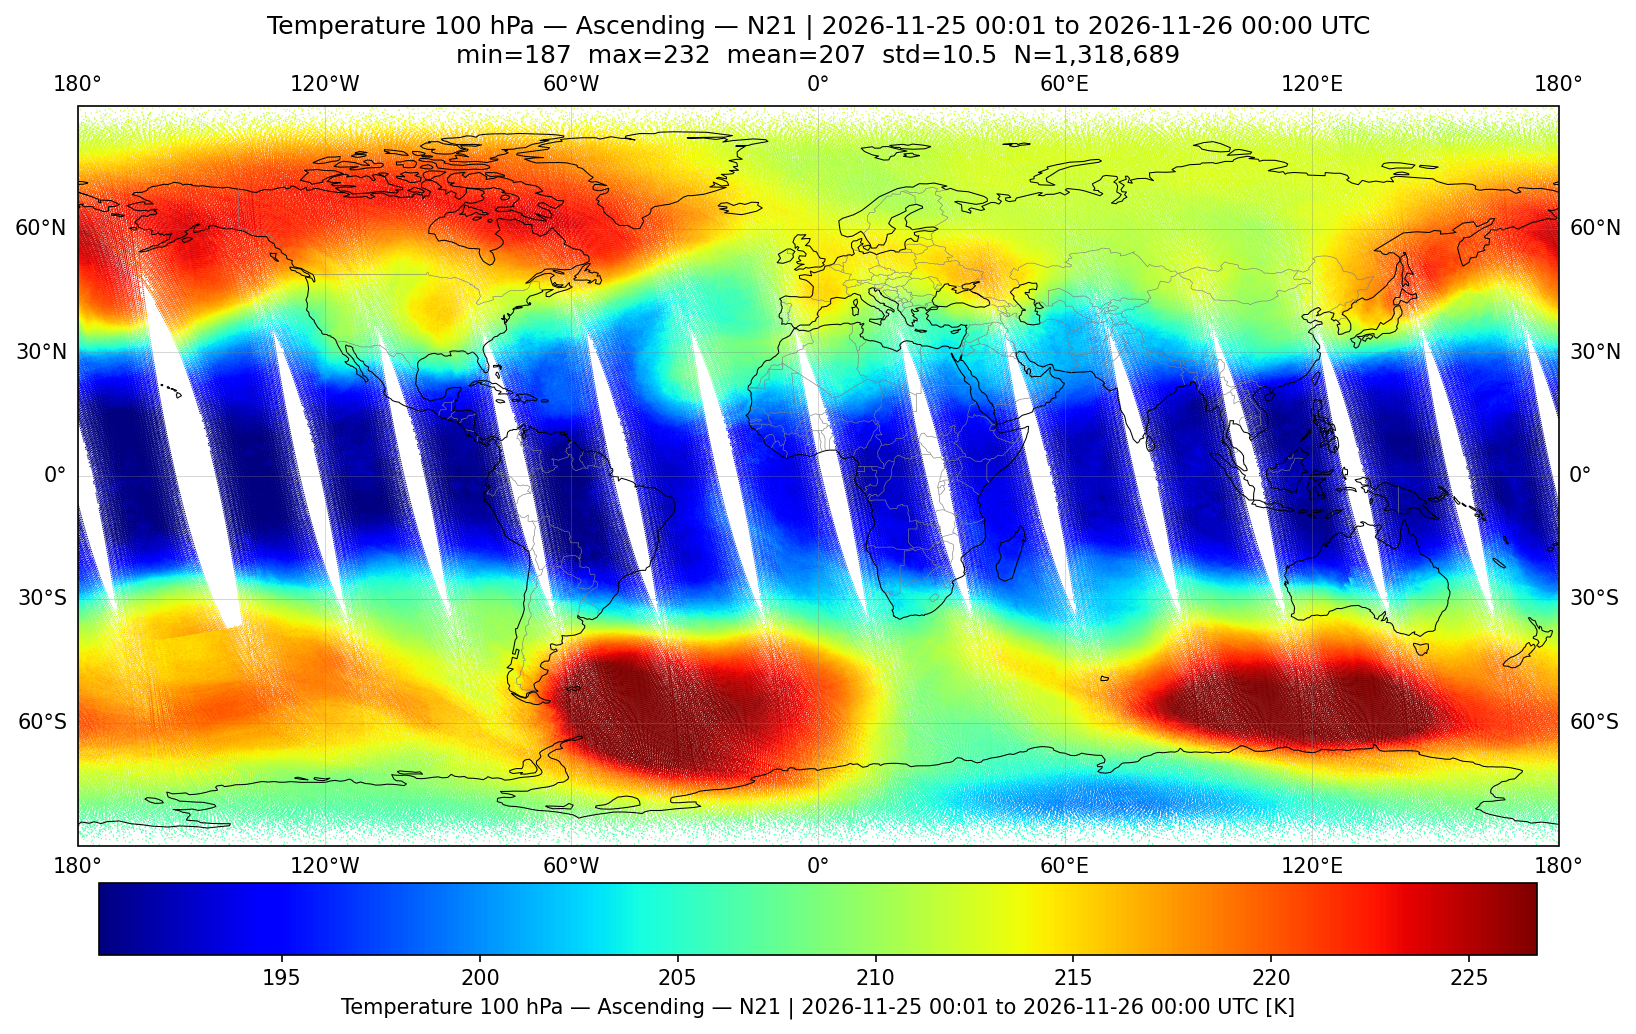 Temperature 100 hPa — Ascending — N21 | 2026-11-25 00:01 to 2026-11-26 00:00 UTC
min=187  max=232  mean=207  std=10.5  N=1,318,689
180° 120°W 60°W 0° 60°E 120°E 180°
60°N 60°N
30°N 30°N
0° 0°
30°S 30°S
60°S 60°S
180° 120°W 60°W 0° 60°E 120°E 180°
195 200 205 210 215 220 225
Temperature 100 hPa — Ascending — N21 | 2026-11-25 00:01 to 2026-11-26 00:00 UTC [K]